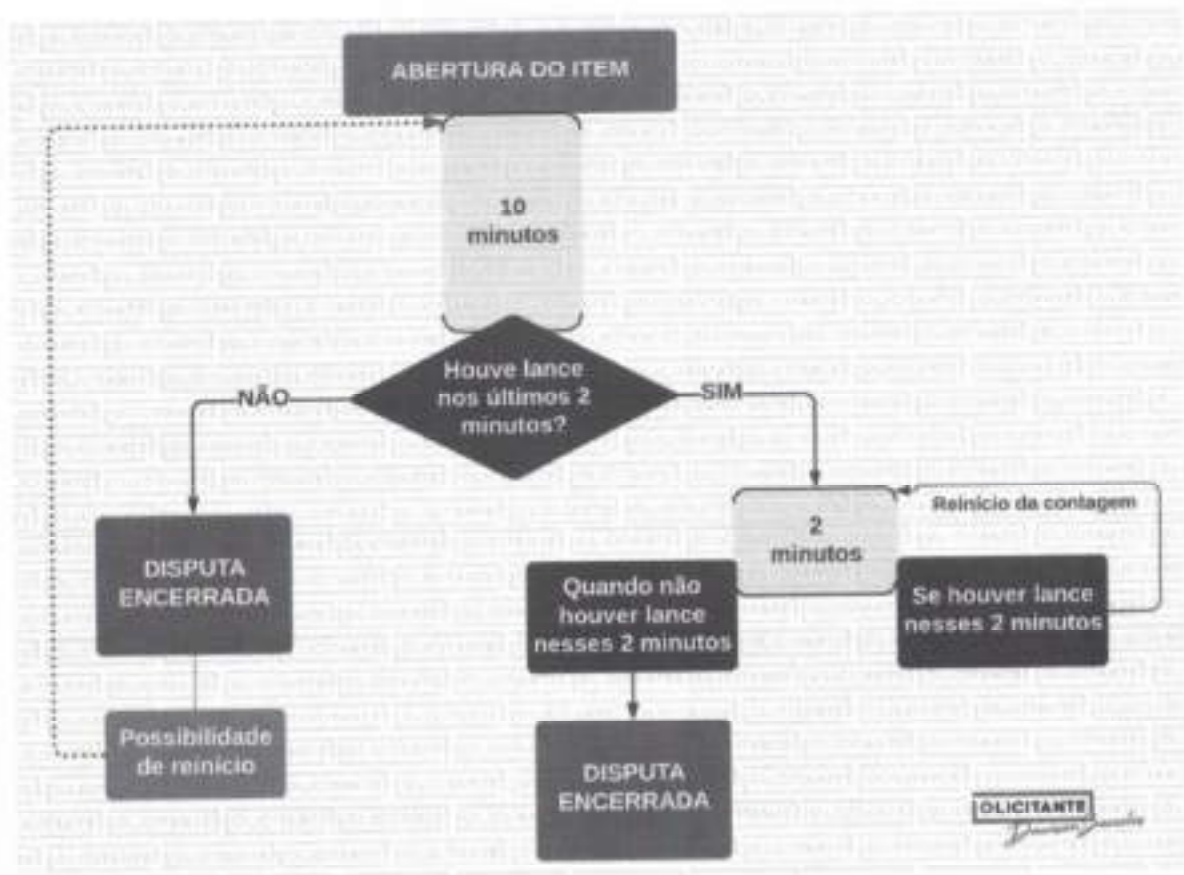 ABERTURA DO ITEM
10
minutos
Houve lance
nos últimos 2
minutos?
NÃO
SIM
DISPUTA
ENCERRADA
Possibilidade
de reinício
2
minutos
Reinício da contagem
Quando não
houver lance
nesses 2 minutos
Se houver lance
nesses 2 minutos
DISPUTA
ENCERRADA
OLICITANTE